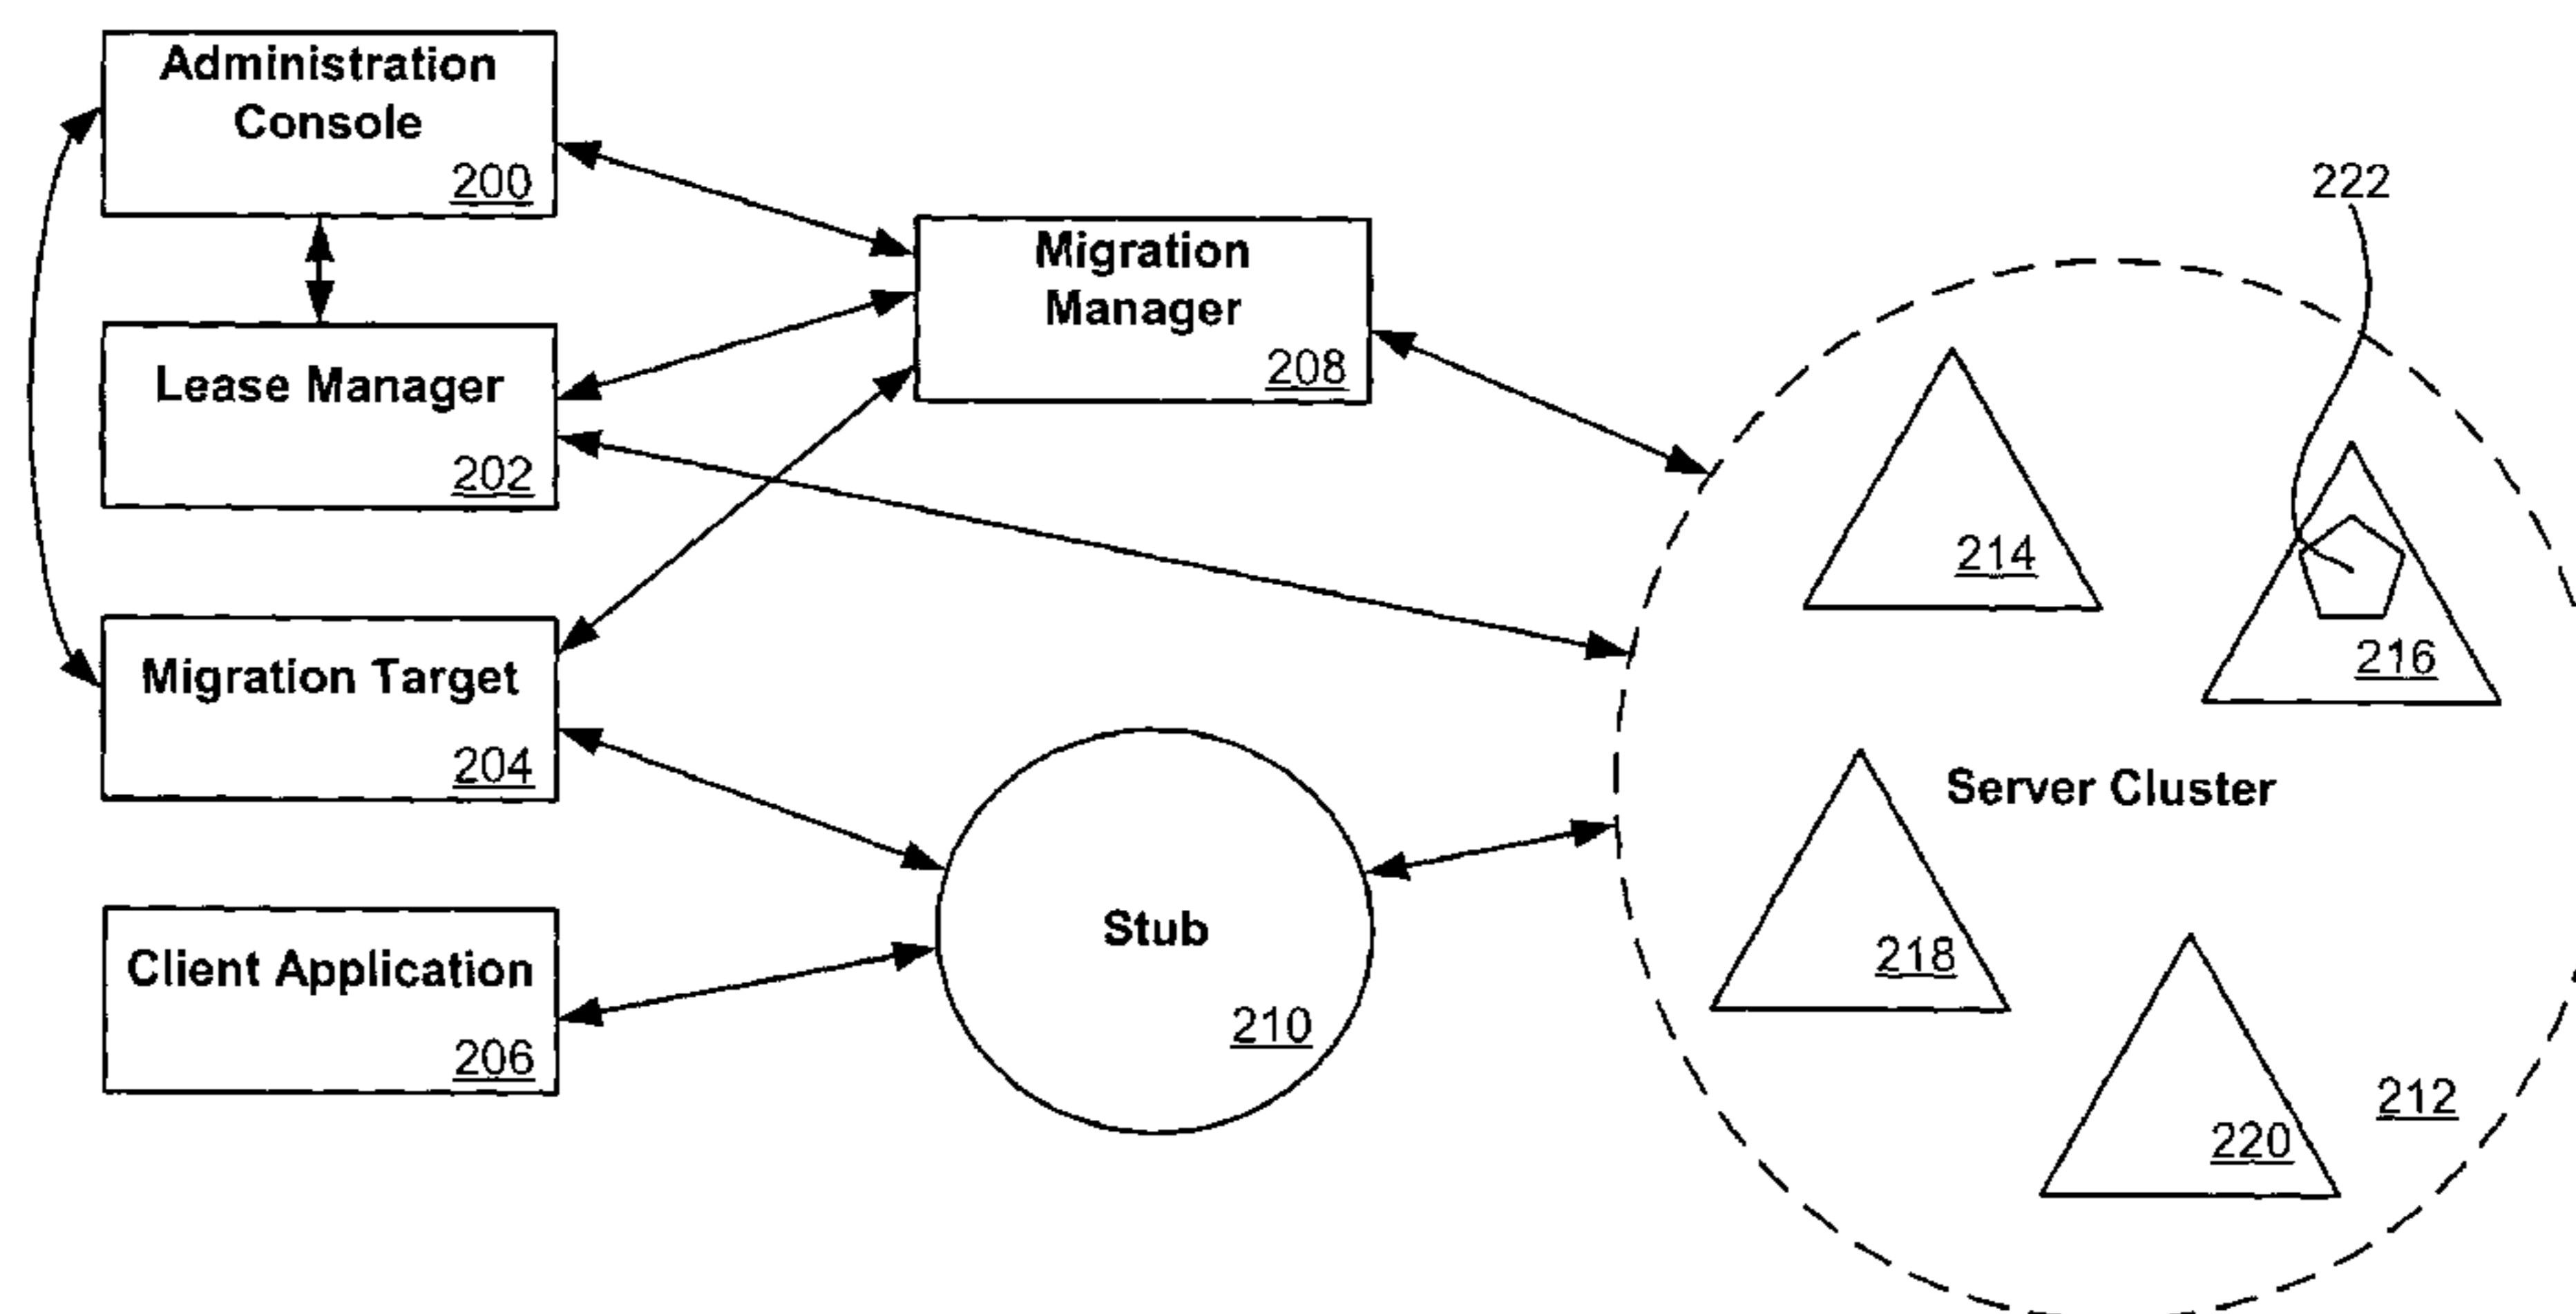 Administration
Console
200
222
Migration
Manager
208
Lease Manager
202
214
216
Migration Target
204
Server Cluster
Stub
210
218
Client Application
206
212
220